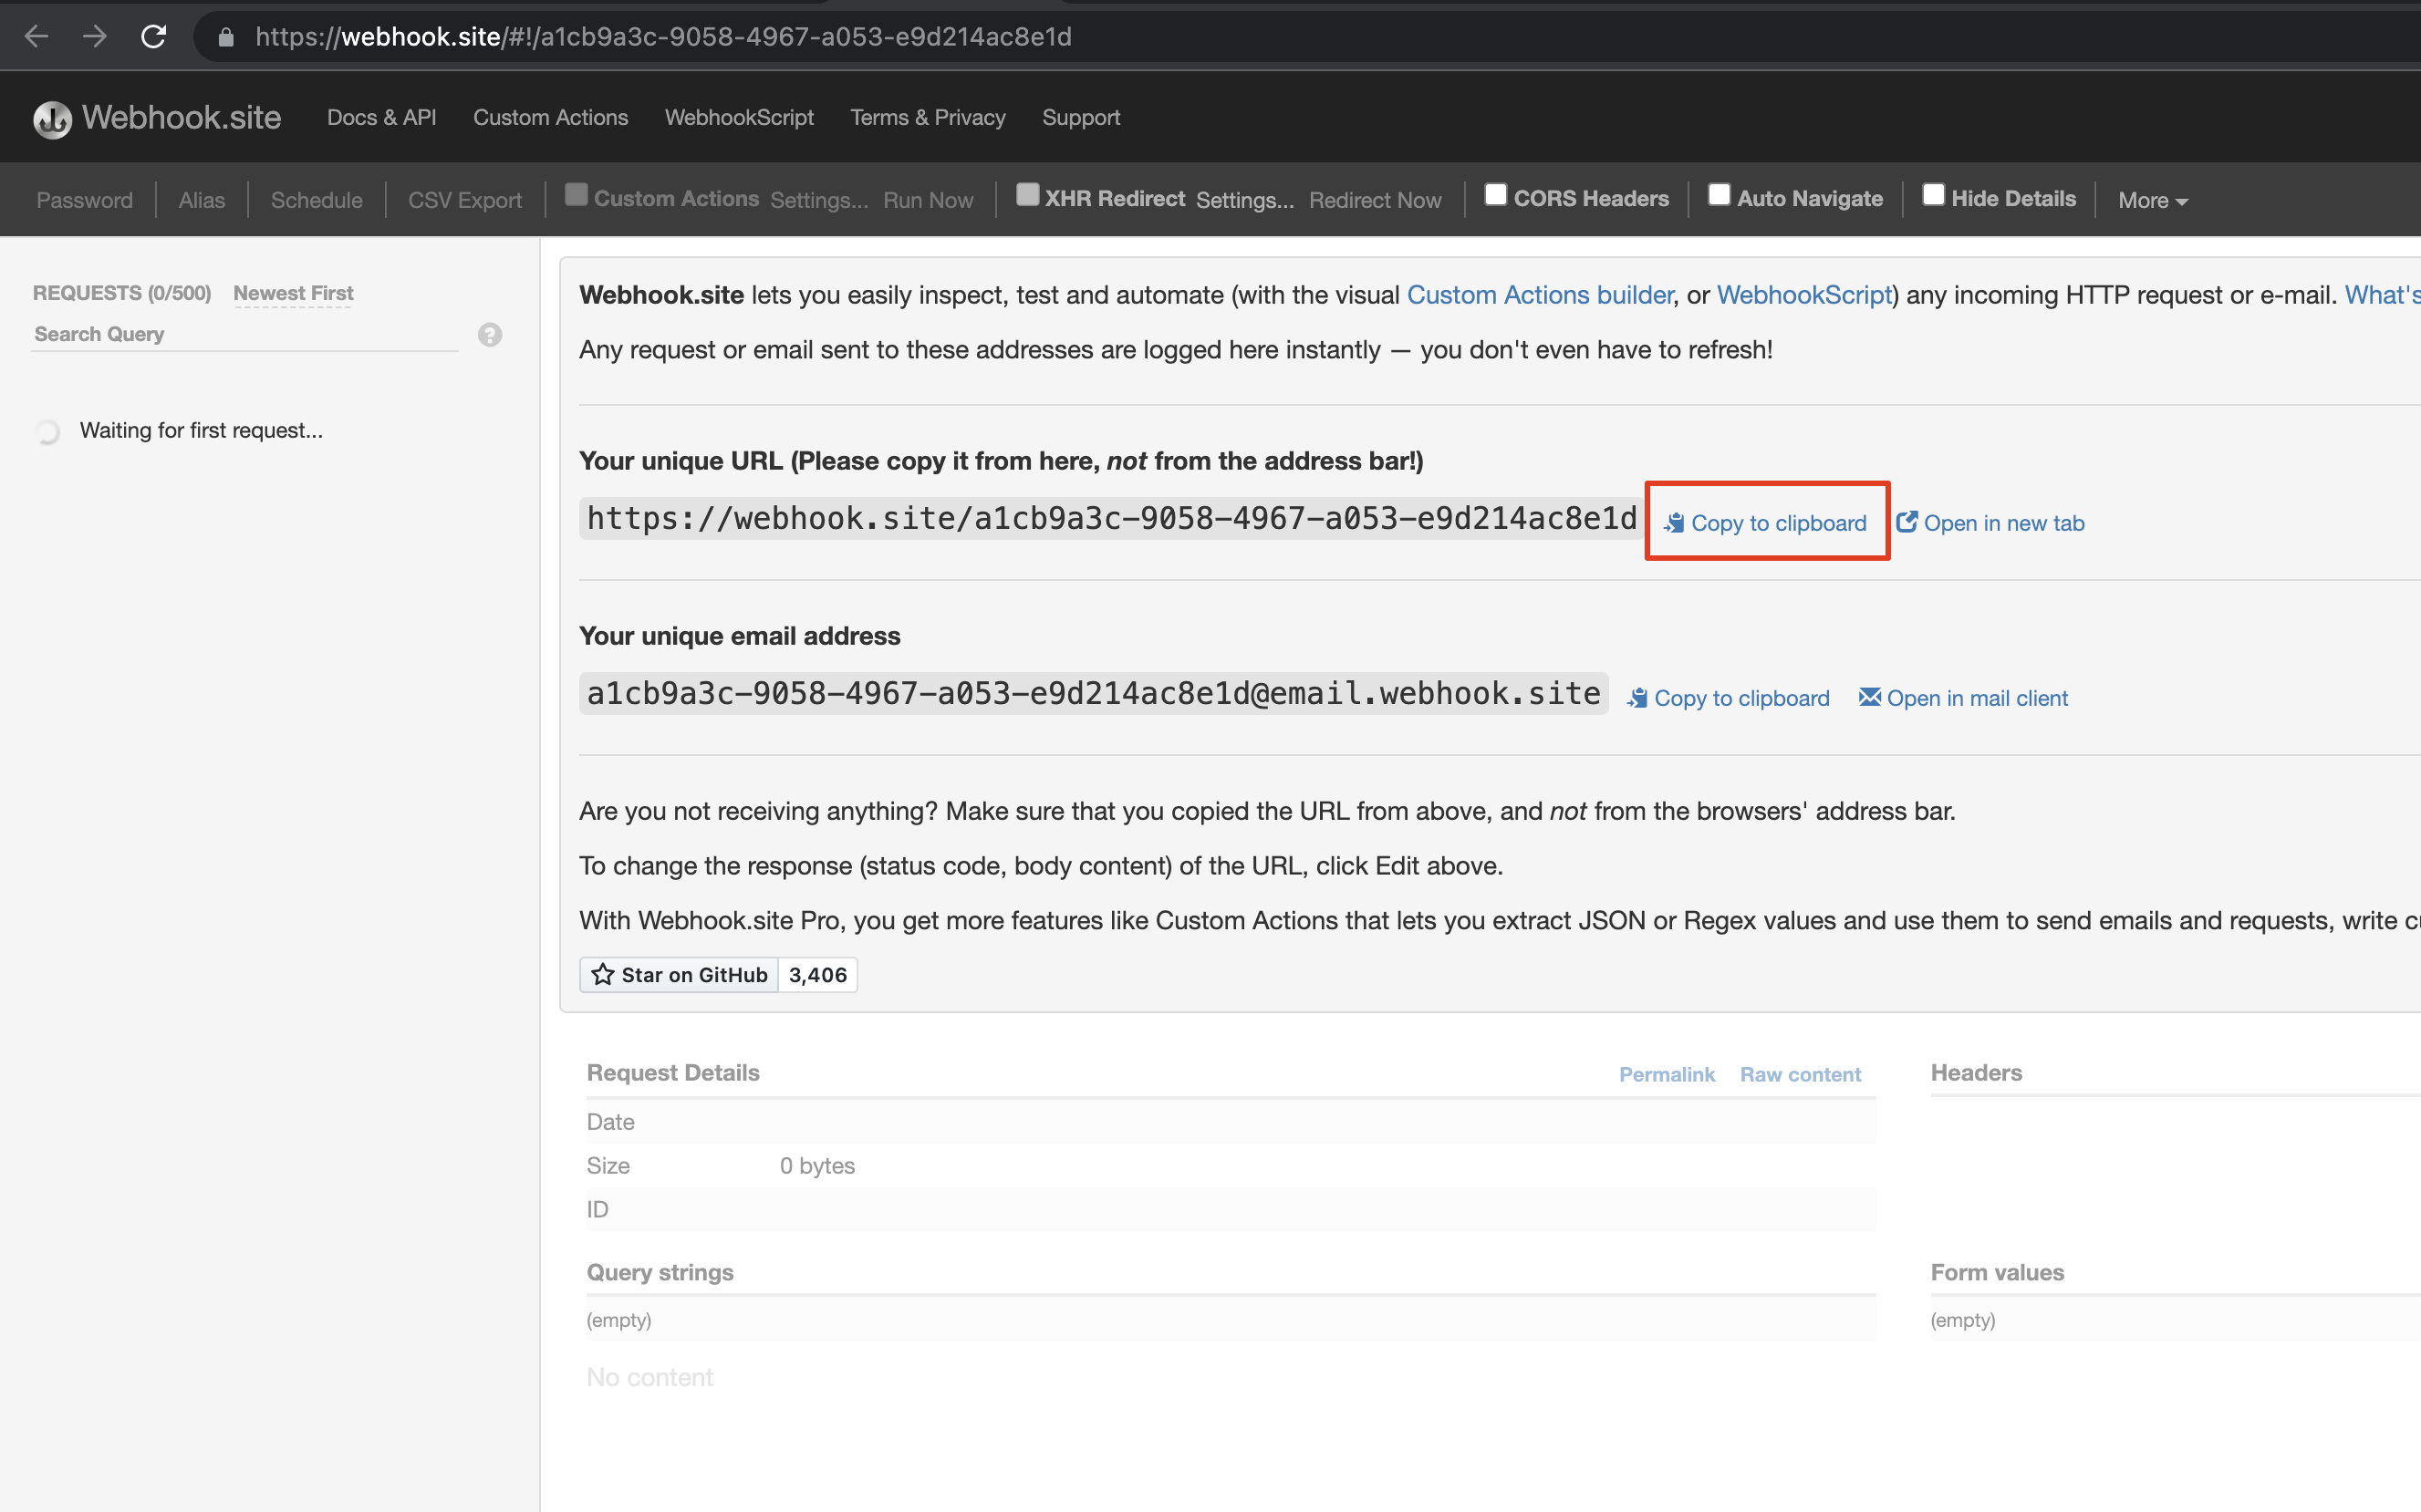 https://webhook.site/#!/a1cb9a3c-9058-4967-a053-e9d214ac8e1d
Webhook.site Docs & API Custom Actions WebhookScript Terms & Privacy Support
Password Alias Schedule CSV Export Custom Actions Settings... Run Now XHR Redirect Settings... Redirect Now CORS Headers Auto Navigate Hide Details More
REQUESTS (0/500) Newest First
Search Query ?
Waiting for first request...
Webhook.site lets you easily inspect, test and automate (with the visual Custom Actions builder, or WebhookScript) any incoming HTTP request or e-mail. What's
Any request or email sent to these addresses are logged here instantly — you don't even have to refresh!
Your unique URL (Please copy it from here, not from the address bar!)
https://webhook.site/a1cb9a3c-9058-4967-a053-e9d214ac8e1d Copy to clipboard Open in new tab
Your unique email address
a1cb9a3c-9058-4967-a053-e9d214ac8e1d@email.webhook.site Copy to clipboard Open in mail client
Are you not receiving anything? Make sure that you copied the URL from above, and not from the browsers' address bar.
To change the response (status code, body content) of the URL, click Edit above.
With Webhook.site Pro, you get more features like Custom Actions that lets you extract JSON or Regex values and use them to send emails and requests, write
Star on GitHub 3,406
Request Details Permalink Raw content
Date
Size 0 bytes
ID
Headers
Query strings
(empty)
Form values
(empty)
No content